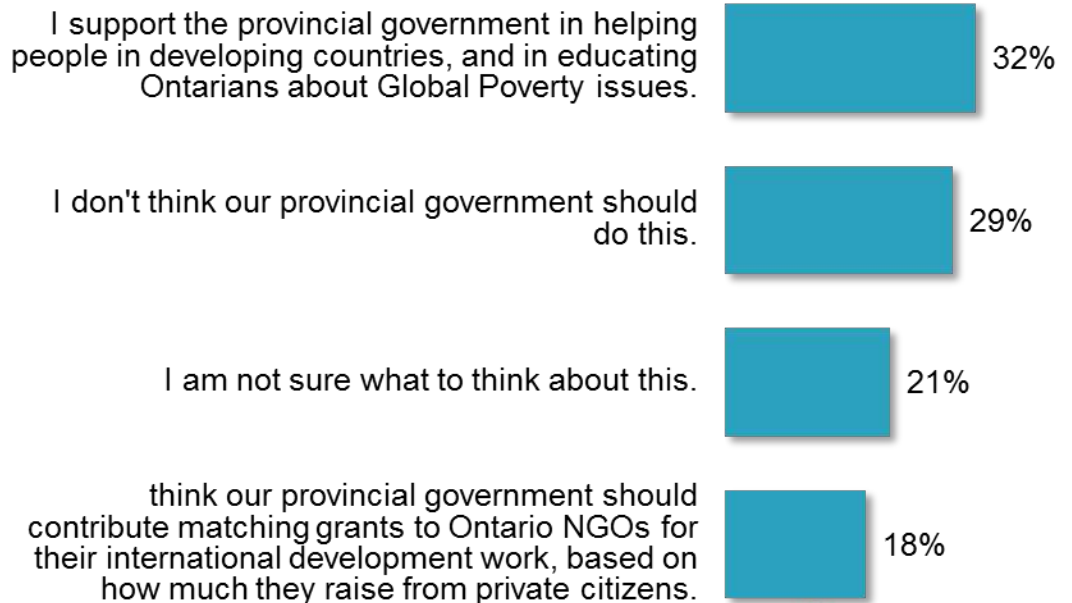 I support the provincial government in helping
people in developing countries, and in educating
Ontarians about Global Poverty issues.
32%
I don't think our provincial government should
do this.
29%
I am not sure what to think about this.
21%
think our provincial government should
contribute matching grants to Ontario NGOs for
their international development work, based on
how much they raise from private citizens.
18%